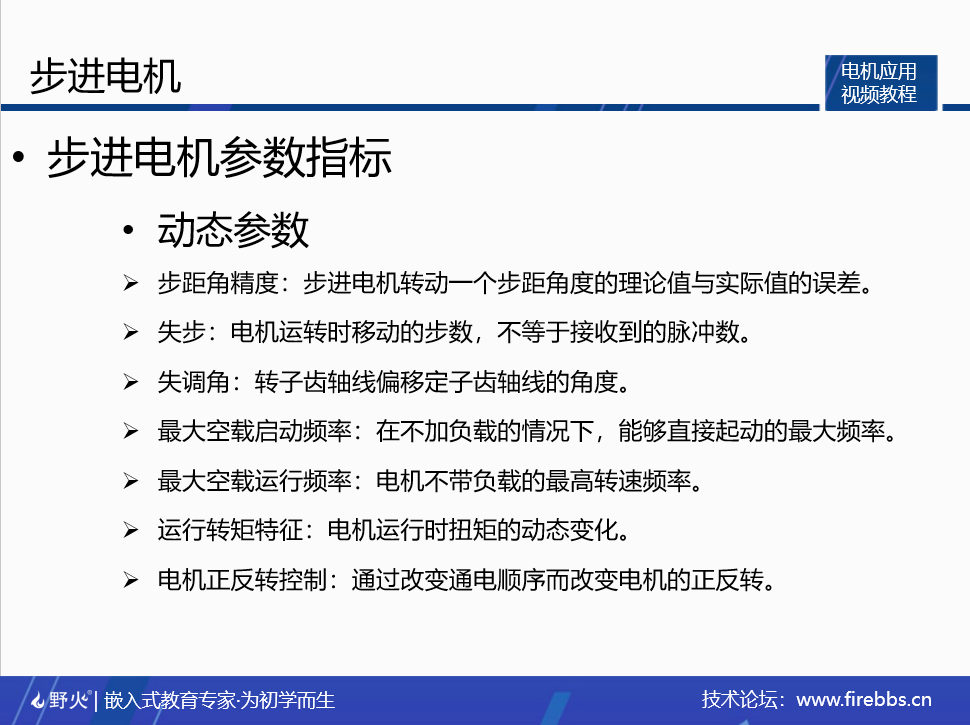 步进电机
电机应用
视频教程
• 步进电机参数指标
• 动态参数
➢ 步距角精度：步进电机转动一个步距角度的理论值与实际值的误差。
➢ 失步：电机运转时移动的步数，不等于接收到的脉冲数。
➢ 失调角：转子齿轴线偏移定子齿轴线的角度。
➢ 最大空载启动频率：在不加负载的情况下，能够直接起动的最大频率。
➢ 最大空载运行频率：电机不带负载的最高转速频率。
➢ 运行转矩特征：电机运行时扭矩的动态变化。
➢ 电机正反转控制：通过改变通电顺序而改变电机的正反转。
野火® | 嵌入式教育专家·为初学而生
技术论坛：www.firebbs.cn